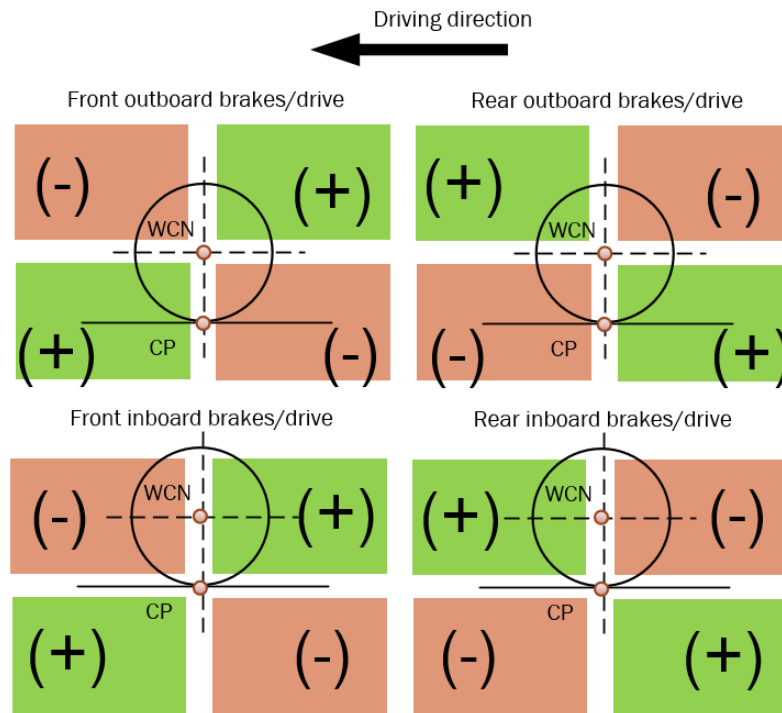 Driving direction
Front outboard brakes/drive
Rear outboard brakes/drive
(-)
(+)
(+)
(-)
WCN
WCN
(+)
(-)
(-)
(+)
CP
CP
Front inboard brakes/drive
Rear inboard brakes/drive
(-)
(+)
(+)
(-)
WCN
WCN
CP
CP
(+)
(-)
(-)
(+)